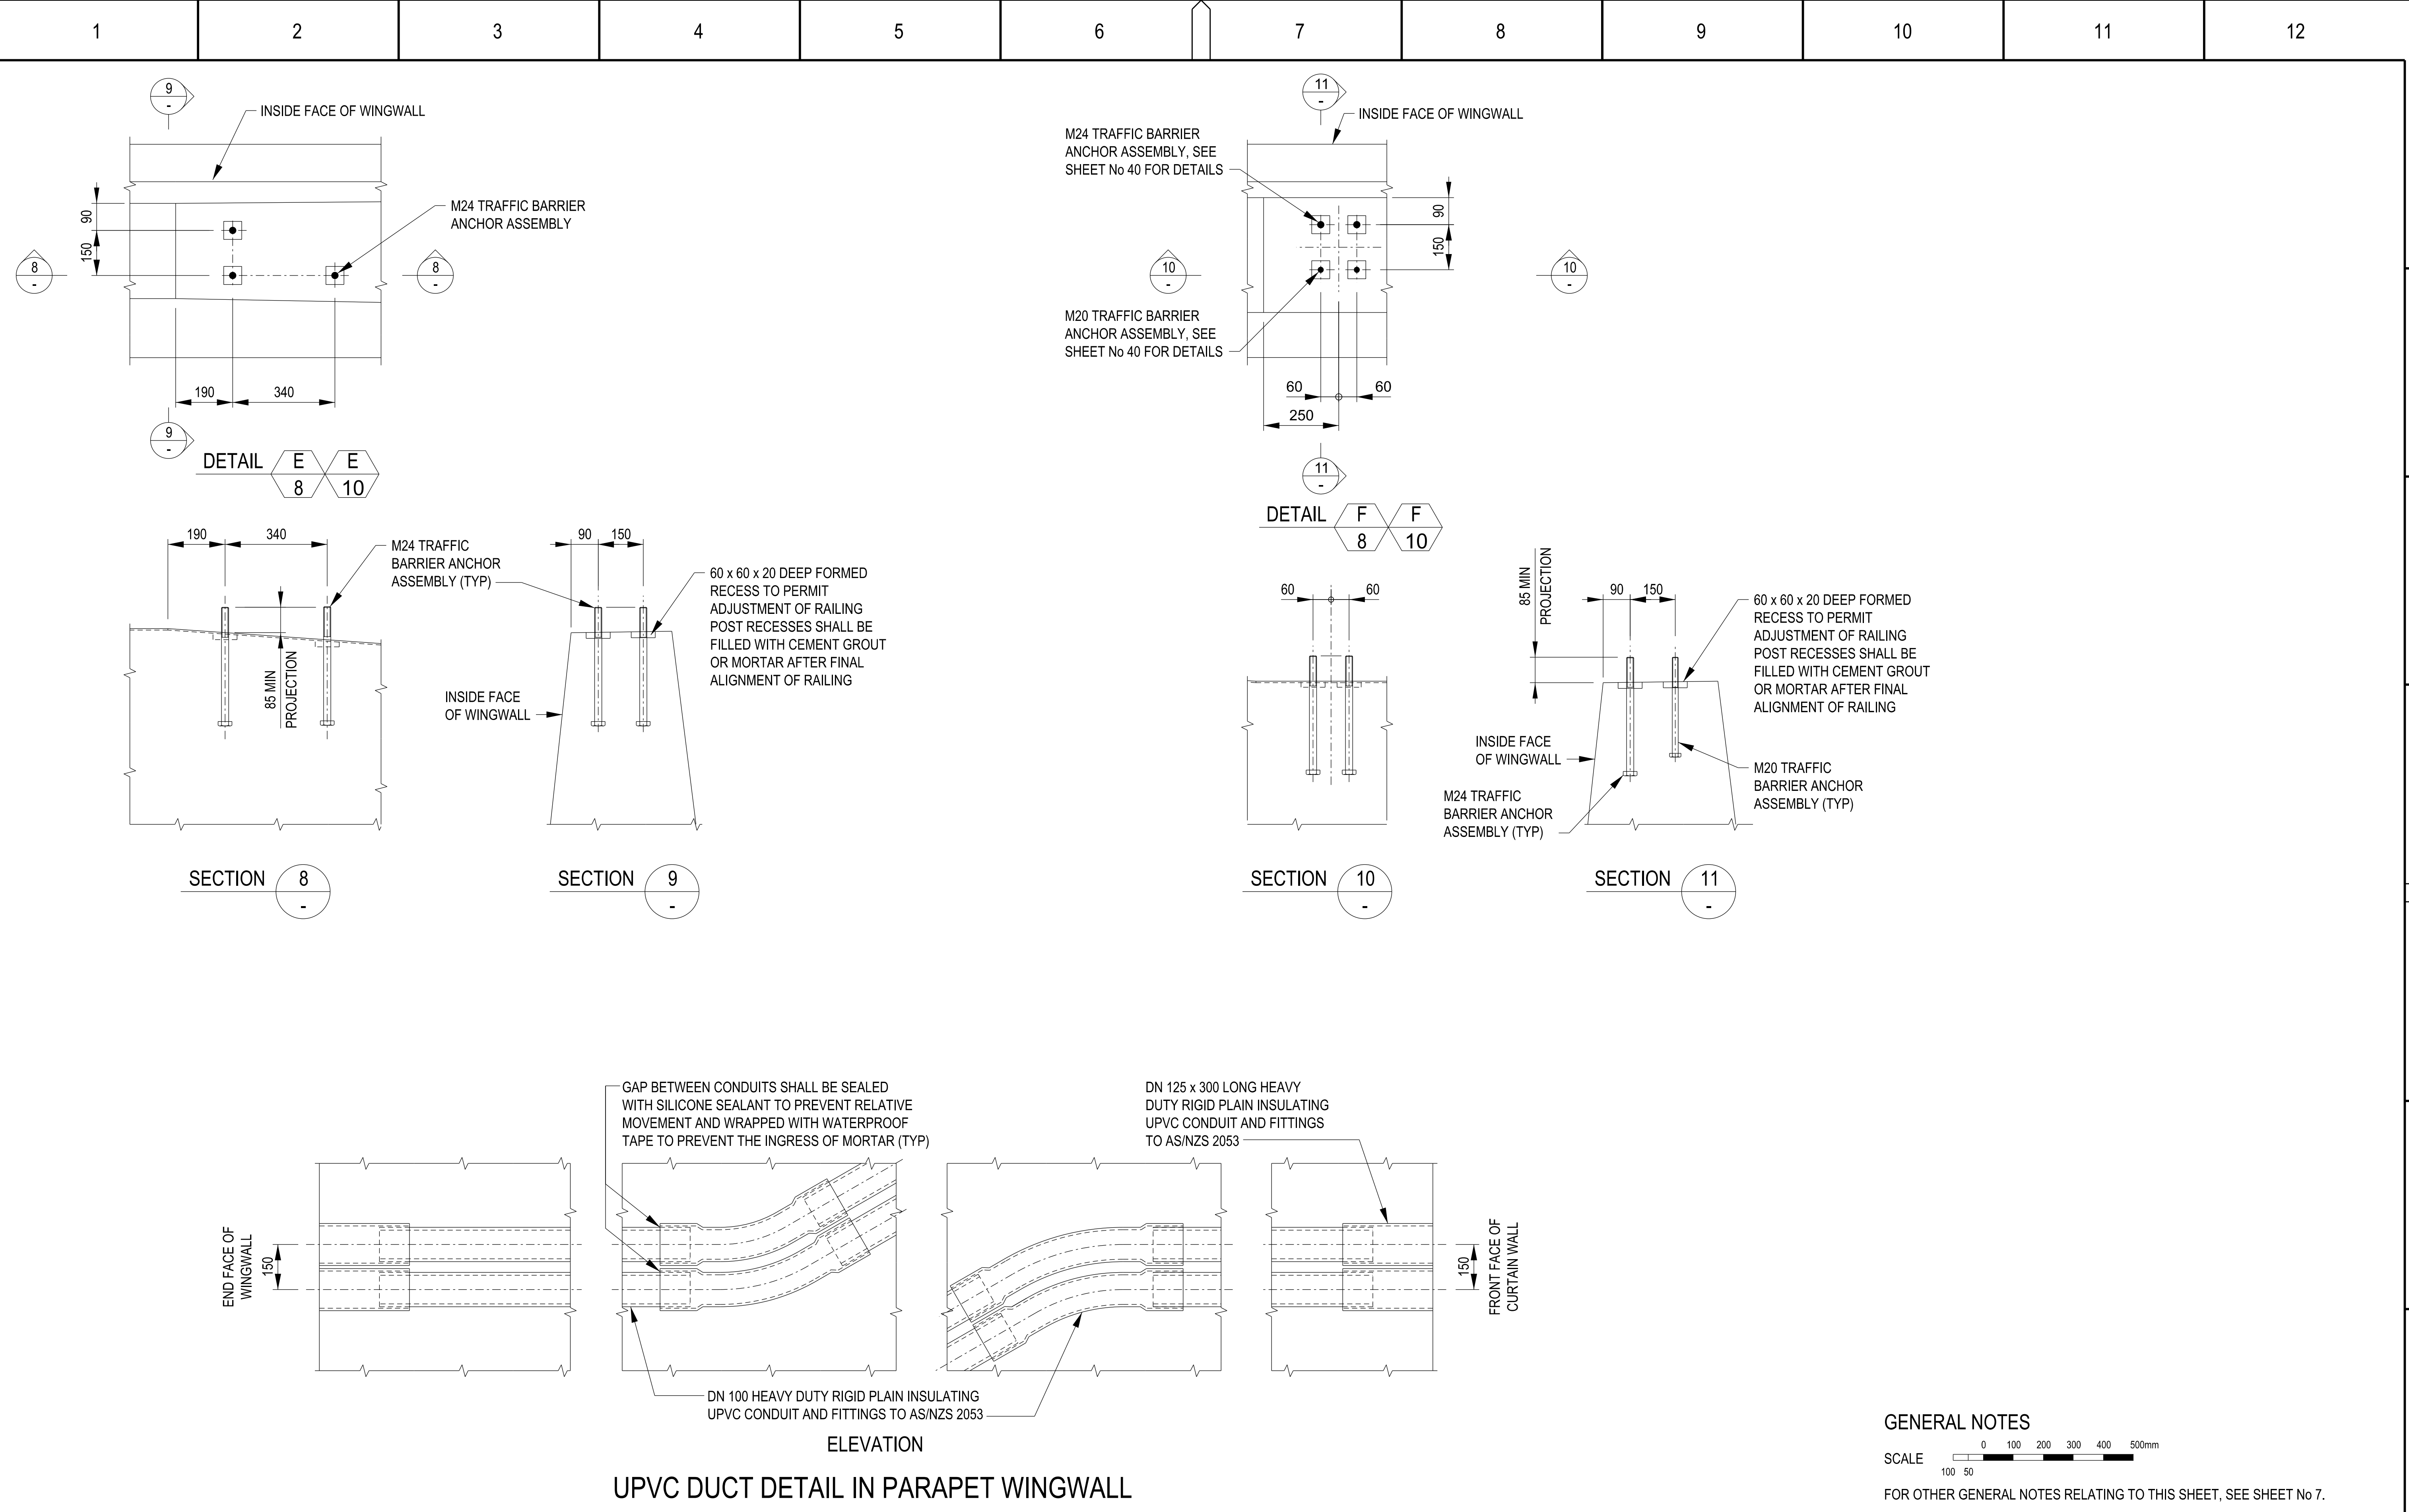 1 2 3 4 5 6 7 8 9 10 11 12
9
-
INSIDE FACE OF WINGWALL
M24 TRAFFIC BARRIER
ANCHOR ASSEMBLY
90
150
8
-
8
-
190 340
9
-
DETAIL E E
8 10
11
-
INSIDE FACE OF WINGWALL
M24 TRAFFIC BARRIER
ANCHOR ASSEMBLY, SEE
SHEET No 40 FOR DETAILS
90
150
10
-
10
-
M20 TRAFFIC BARRIER
ANCHOR ASSEMBLY, SEE
SHEET No 40 FOR DETAILS
60 60
250
11
-
DETAIL F F
8 10
190 340
M24 TRAFFIC
BARRIER ANCHOR
ASSEMBLY (TYP)
85 MIN
PROJECTION
SECTION 8
-
90 150
60 x 60 x 20 DEEP FORMED
RECESS TO PERMIT
ADJUSTMENT OF RAILING
POST RECESSES SHALL BE
FILLED WITH CEMENT GROUT
OR MORTAR AFTER FINAL
ALIGNMENT OF RAILING
INSIDE FACE
OF WINGWALL
SECTION 9
-
60 60
SECTION 10
-
85 MIN
PROJECTION
90 150
60 x 60 x 20 DEEP FORMED
RECESS TO PERMIT
ADJUSTMENT OF RAILING
POST RECESSES SHALL BE
FILLED WITH CEMENT GROUT
OR MORTAR AFTER FINAL
ALIGNMENT OF RAILING
INSIDE FACE
OF WINGWALL
M24 TRAFFIC
BARRIER ANCHOR
ASSEMBLY (TYP)
M20 TRAFFIC
BARRIER ANCHOR
ASSEMBLY (TYP)
SECTION 11
-
GAP BETWEEN CONDUITS SHALL BE SEALED
WITH SILICONE SEALANT TO PREVENT RELATIVE
MOVEMENT AND WRAPPED WITH WATERPROOF
TAPE TO PREVENT THE INGRESS OF MORTAR (TYP)
DN 125 x 300 LONG HEAVY
DUTY RIGID PLAIN INSULATING
UPVC CONDUIT AND FITTINGS
TO AS/NZS 2053
END FACE OF
WINGWALL
150
150
FRONT FACE OF
CURTAIN WALL
DN 100 HEAVY DUTY RIGID PLAIN INSULATING
UPVC CONDUIT AND FITTINGS TO AS/NZS 2053
ELEVATION
UPVC DUCT DETAIL IN PARAPET WINGWALL
GENERAL NOTES
0 100 200 300 400 500mm
SCALE
100 50
FOR OTHER GENERAL NOTES RELATING TO THIS SHEET, SEE SHEET No 7.